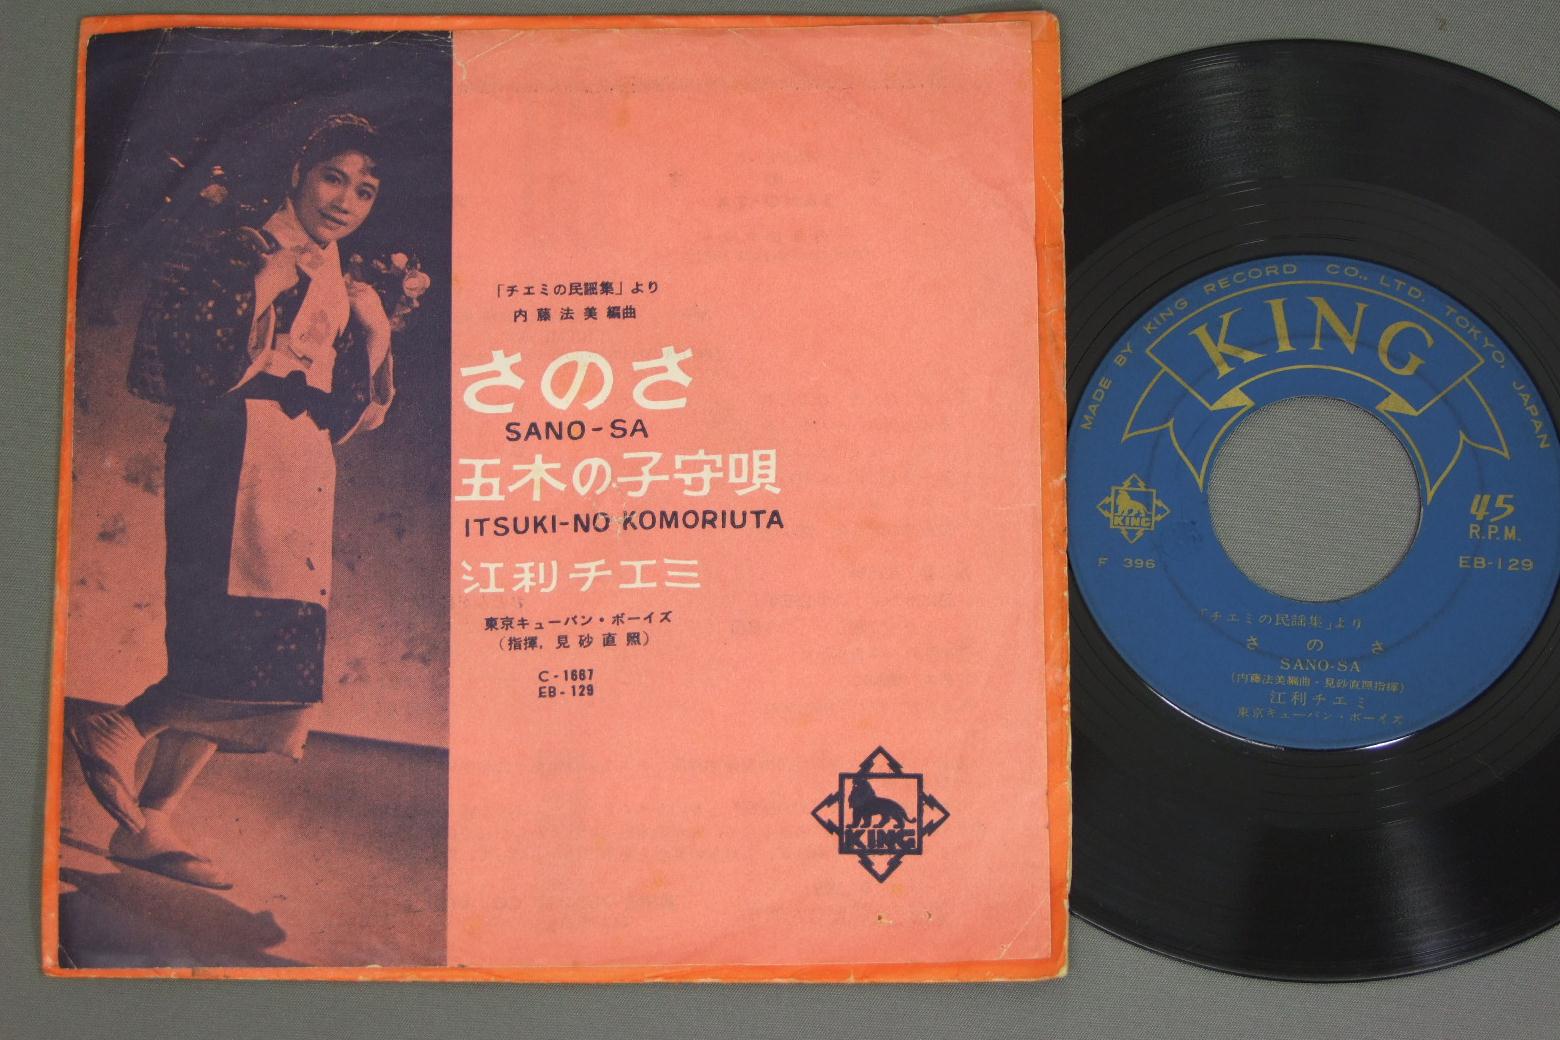 「チエミの民謡集」より
内藤法美編曲
さのさ
SANO-SA
五木の子守唄
ITSUKI-NO KOMORIUTA
江利チエミ
東京キューバン・ボーイズ
(指揮.見砂直照)
C-1667
EB-129
KING
MADE BY KING RECORD CO., LTD. TOKYO, JAPAN
KING
KING
45
R.P.M.
F 396
EB-129
「チエミの民謡集」より
さのさ
SANO-SA
(内藤法美編曲・見砂直照指揮)
江利チエミ
東京キューバン・ボーイズ